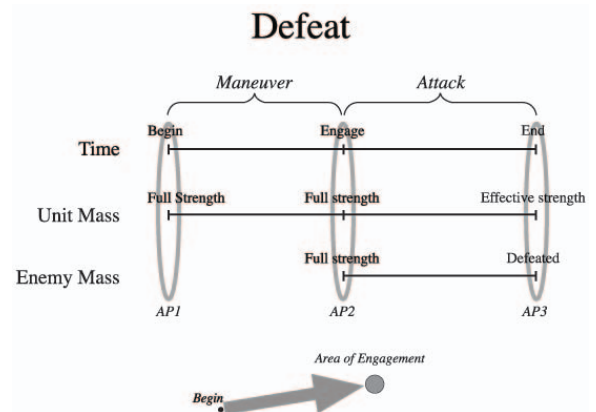 Defeat
Maneuver Attack
Begin Engage End
Time
Full Strength Full strength Effective strength
Unit Mass
Full strength Defeated
Enemy Mass
AP1 AP2 AP3
Area of Engagement
Begin